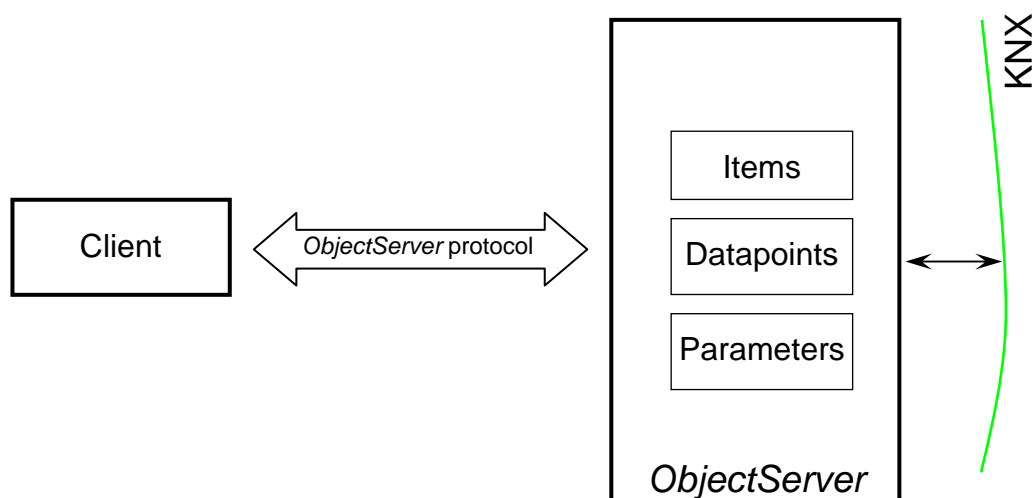 KNX
Items
Client
ObjectServer protocol
Datapoints
Parameters
ObjectServer